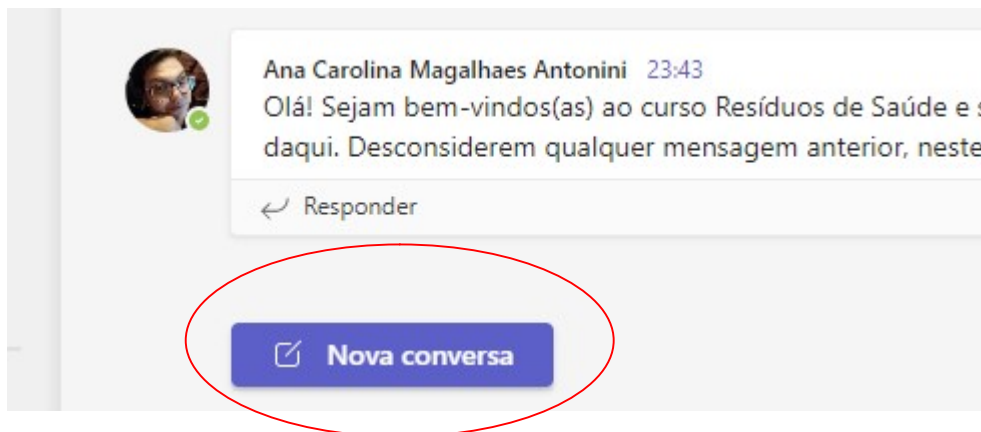 Ana Carolina Magalhaes Antonini 23:43
Olá! Sejam bem-vindos(as) ao curso Resíduos de Saúde e
daqui. Desconsiderem qualquer mensagem anterior, neste
Responder
Nova conversa